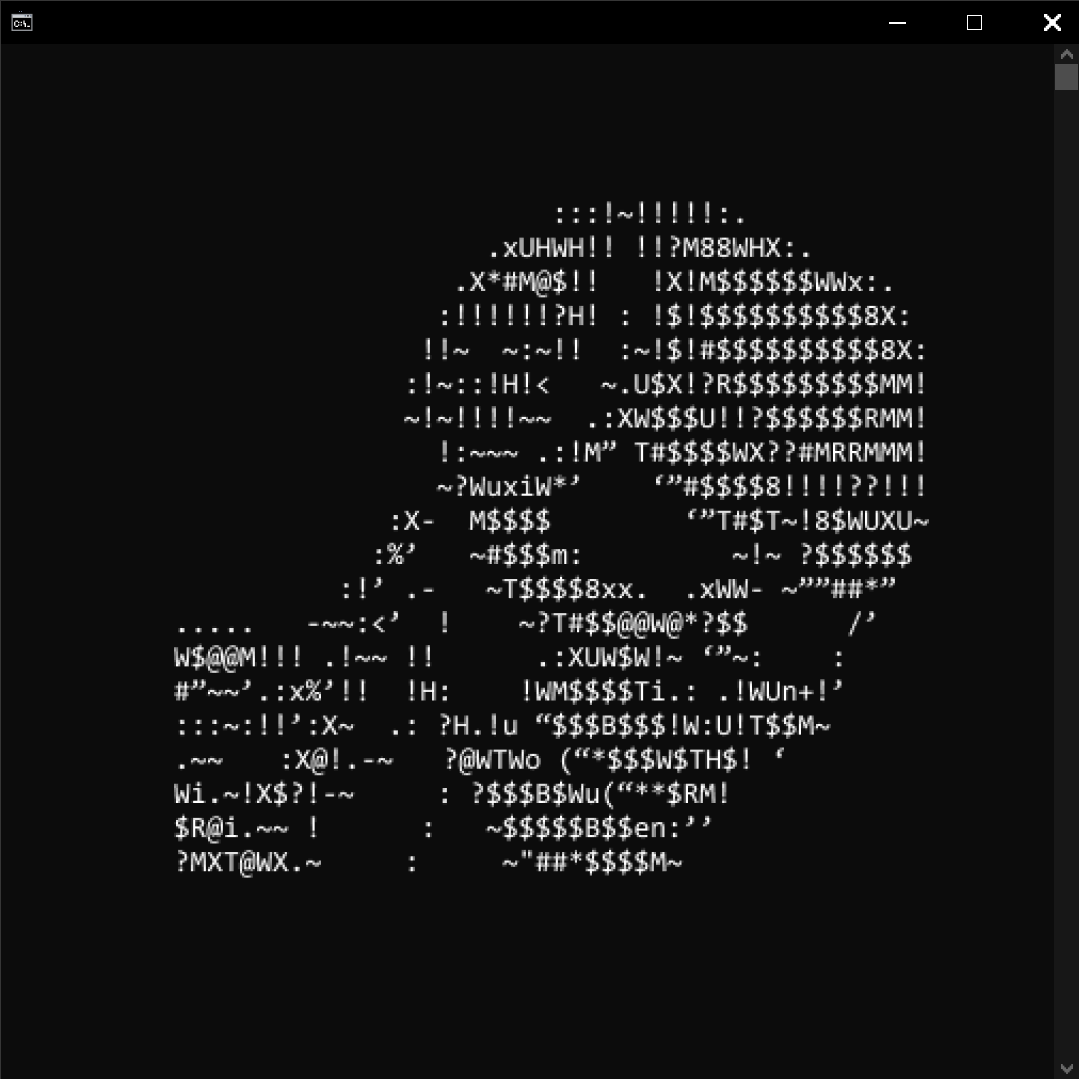 :::!~!!!!!:.
.xUHWH!! !!?M88WHX:.
.X*#M@$!!   !X!M$$$$$$WWx:.
:!!!!!!?H! : !$!$$$$$$$$$$8X:
!!~  ~:~!!  :~!$!#$$$$$$$$$$8X:
:!~::!H!<   ~.U$X!?R$$$$$$$$$MM!
~!~!!!!~~  .:XW$$$U!!?$$$$$$RMM!
!:~~~ .:!M” T#$$$$WX??#MRRMMM!
~?WuxiW*’    ‘”#$$$$8!!!!??!!!
:X-  M$$$$        ‘”T#$T~!8$WUXU~
:%’   ~#$$$m:         ~!~ ?$$$$$$
:!’ .-   ~T$$$$8xx.  .xWW- ~””##*”
.....   -~~:<’  !    ~?T#$$@@W@*?$$      /’
W$@@M!!! .!~~ !!      .:XUW$W!~ ‘”~:    :
#”~~’.:x%’!!  !H:    !WM$$$$Ti.: .!WUn+!’
:::~:!!’:X~  .: ?H.!u “$$$B$$$!W:U!T$$M~
.~~   :X@!.-~   ?@WTWo (“*$$$W$TH$! ‘
Wi.~!X$?!-~     : ?$$$B$Wu(“**$RM!
$R@i.~~ !      :   ~$$$$$B$$en:’’
?MXT@WX.~     :     ~"##*$$$$M~